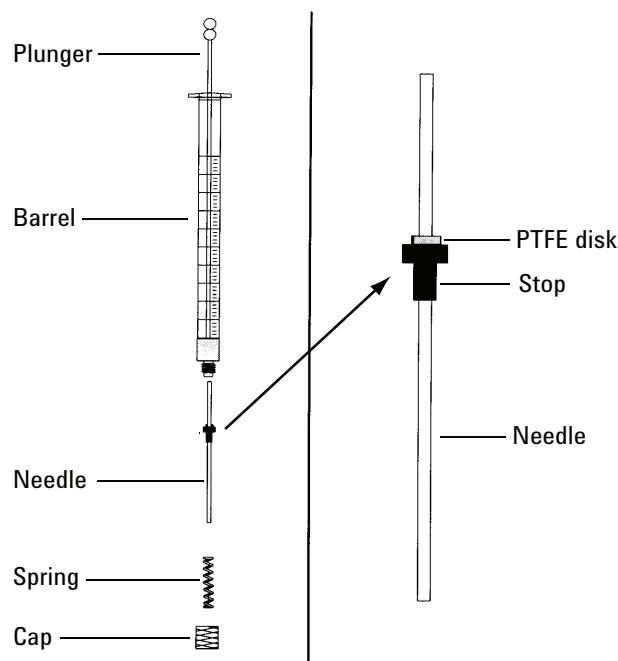 Plunger
Barrel
Needle
Spring
Cap
PTFE disk
Stop
Needle